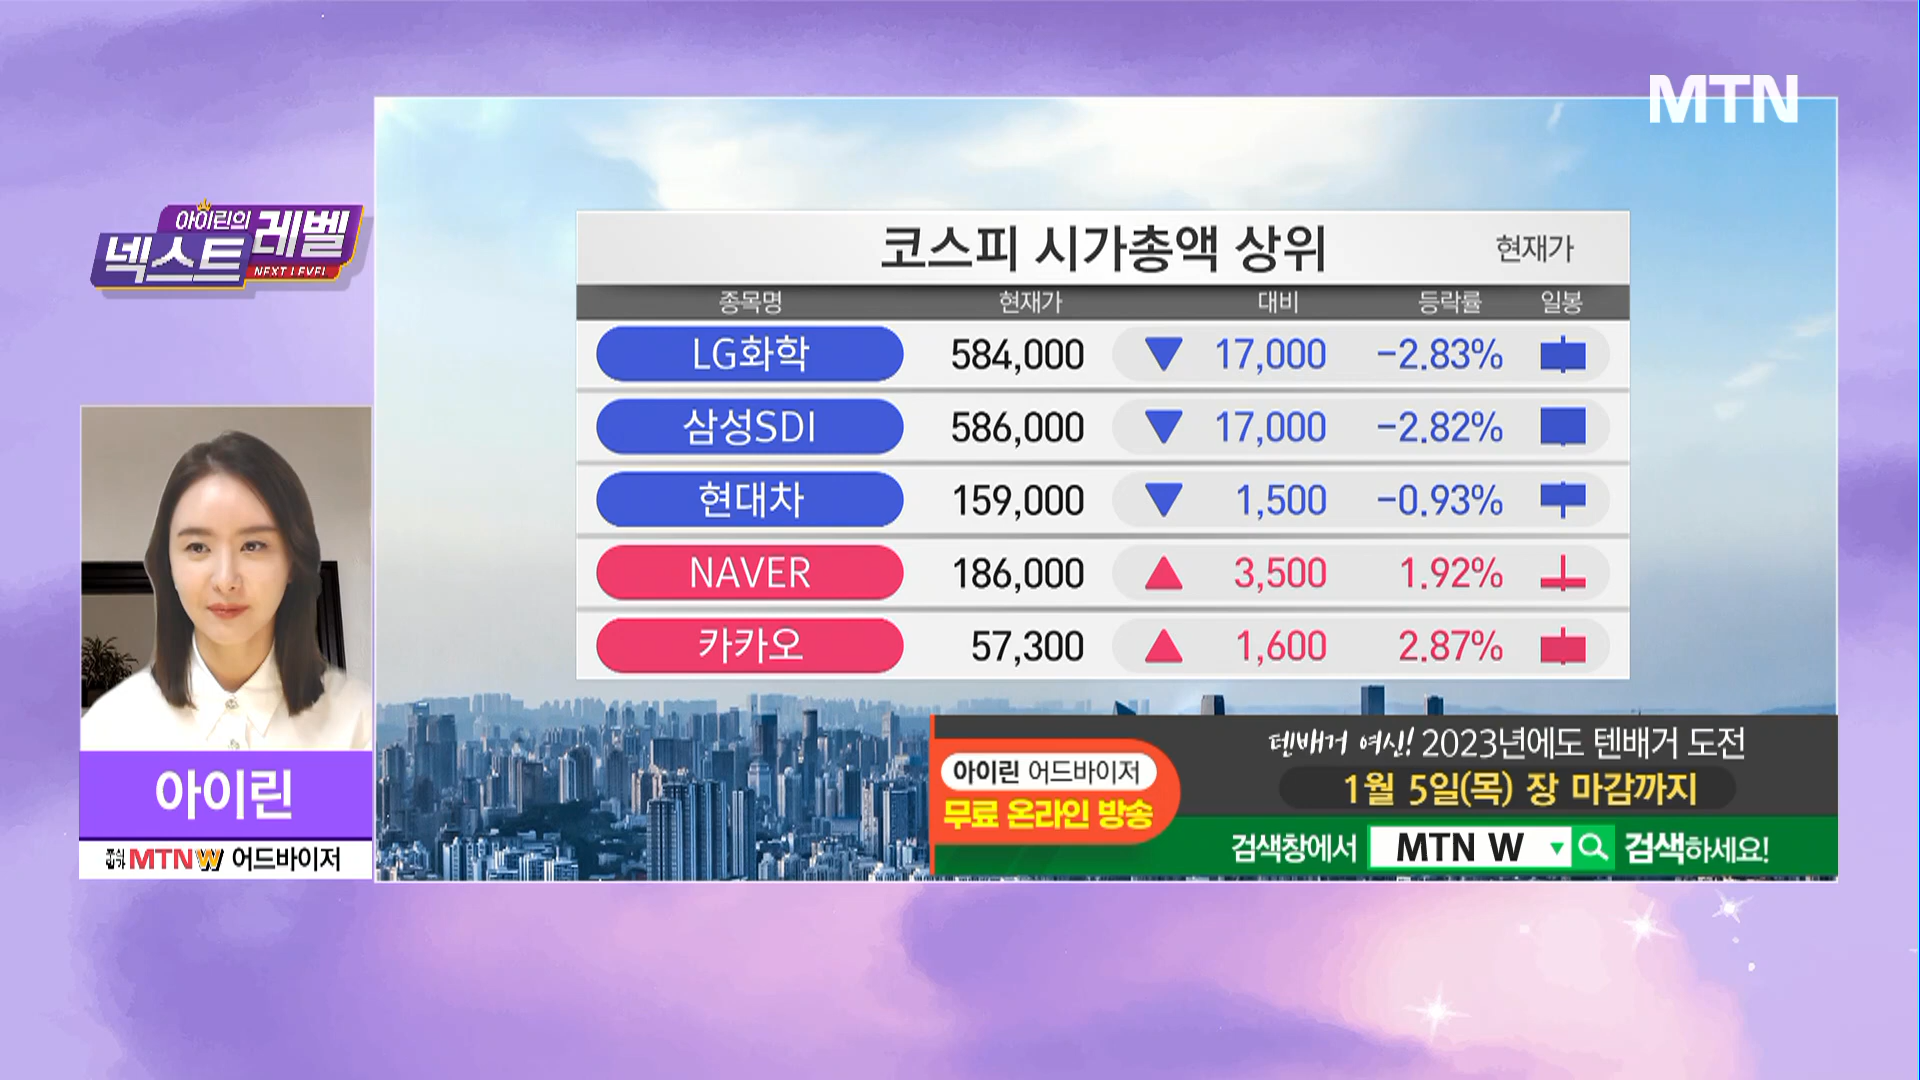 MTN
아이린의
넥스트 레벨
NEXT LEVEL
코스피 시가총액 상위 현재가
종목명 현재가 대비 등락률 일봉
LG화학 584,000 ▼ 17,000 -2.83%
삼성SDI 586,000 ▼ 17,000 -2.82%
현대차 159,000 ▼ 1,500 -0.93%
NAVER 186,000 ▲ 3,500 1.92%
카카오 57,300 ▲ 1,600 2.87%
아이린
MTNW 어드바이저
아이린 어드바이저
무료 온라인 방송
텐배거 여신! 2023년에도 텐배거 도전
1월 5일(목) 장 마감까지
검색창에서 MTN W 검색하세요!